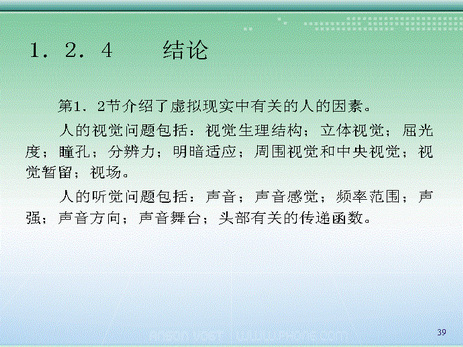 1．2．4　　结论
第1．2节介绍了虚拟现实中有关的人的因素。
人的视觉问题包括：视觉生理结构；立体视觉；屈光
度；瞳孔；分辨力；明暗适应；周围视觉和中央视觉；视
觉暂留；视场。
人的听觉问题包括：声音；声音感觉；频率范围；声
强；声音方向；声音舞台；头部有关的传递函数。
39